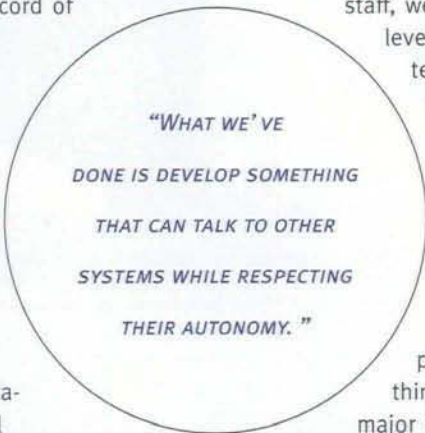 cord of
staff, we
leve
te
"WHAT WE'VE
DONE IS DEVELOP SOMETHING
THAT CAN TALK TO OTHER
SYSTEMS WHILE RESPECTING
THEIR AUTONOMY."
a-
p
thin
major